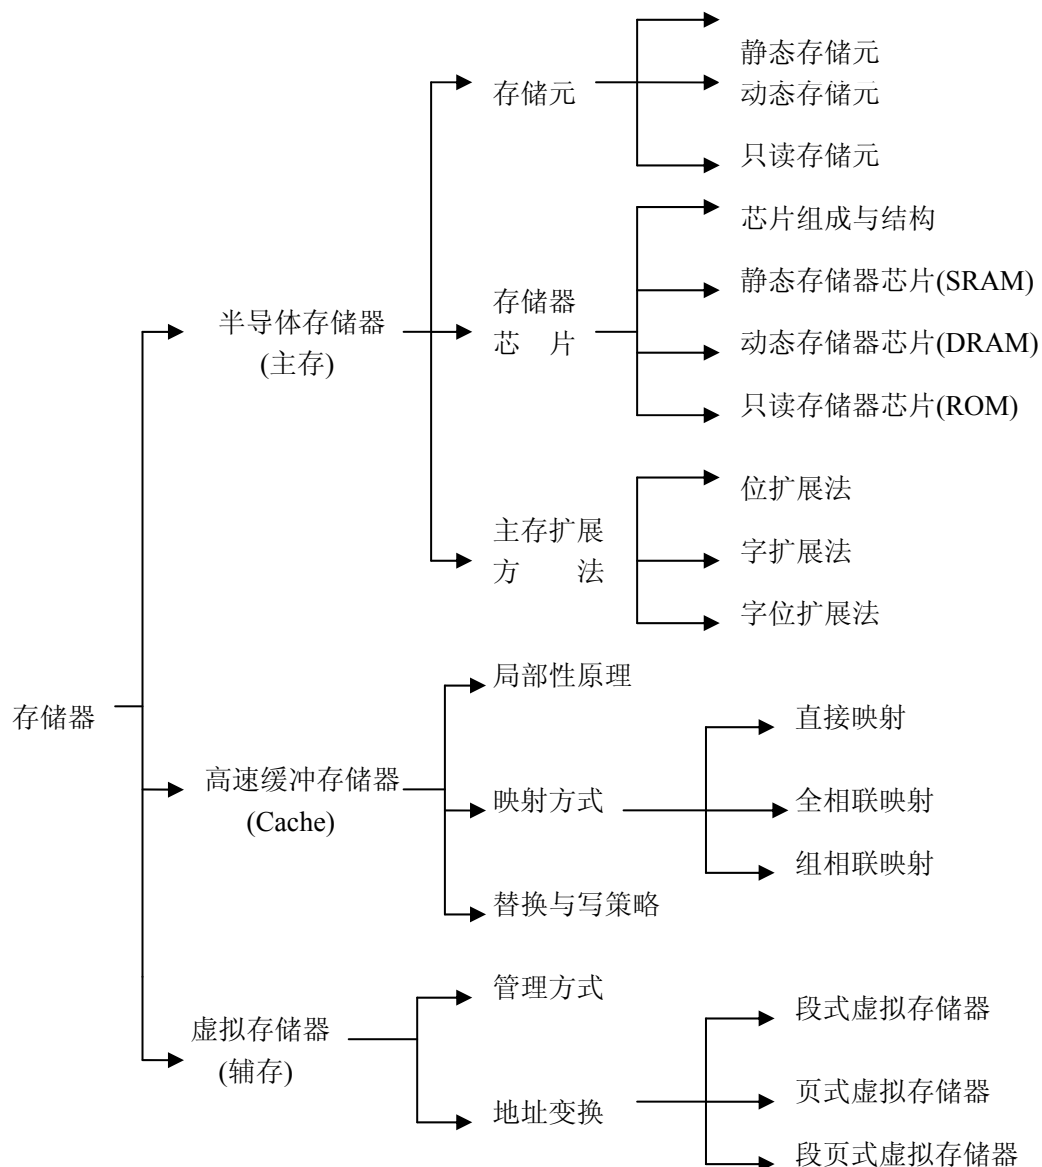 静态存储元
存储元
动态存储元
只读存储元
芯片组成与结构
静态存储器芯片(SRAM)
半导体存储器
(主存)
存储器
芯 片
动态存储器芯片(DRAM)
只读存储器芯片(ROM)
位扩展法
主存扩展
方 法
字扩展法
字位扩展法
局部性原理
存储器
直接映射
高速缓冲存储器
(Cache)
映射方式
全相联映射
组相联映射
替换与写策略
管理方式
段式虚拟存储器
虚拟存储器
(辅存)
页式虚拟存储器
地址变换
段页式虚拟存储器